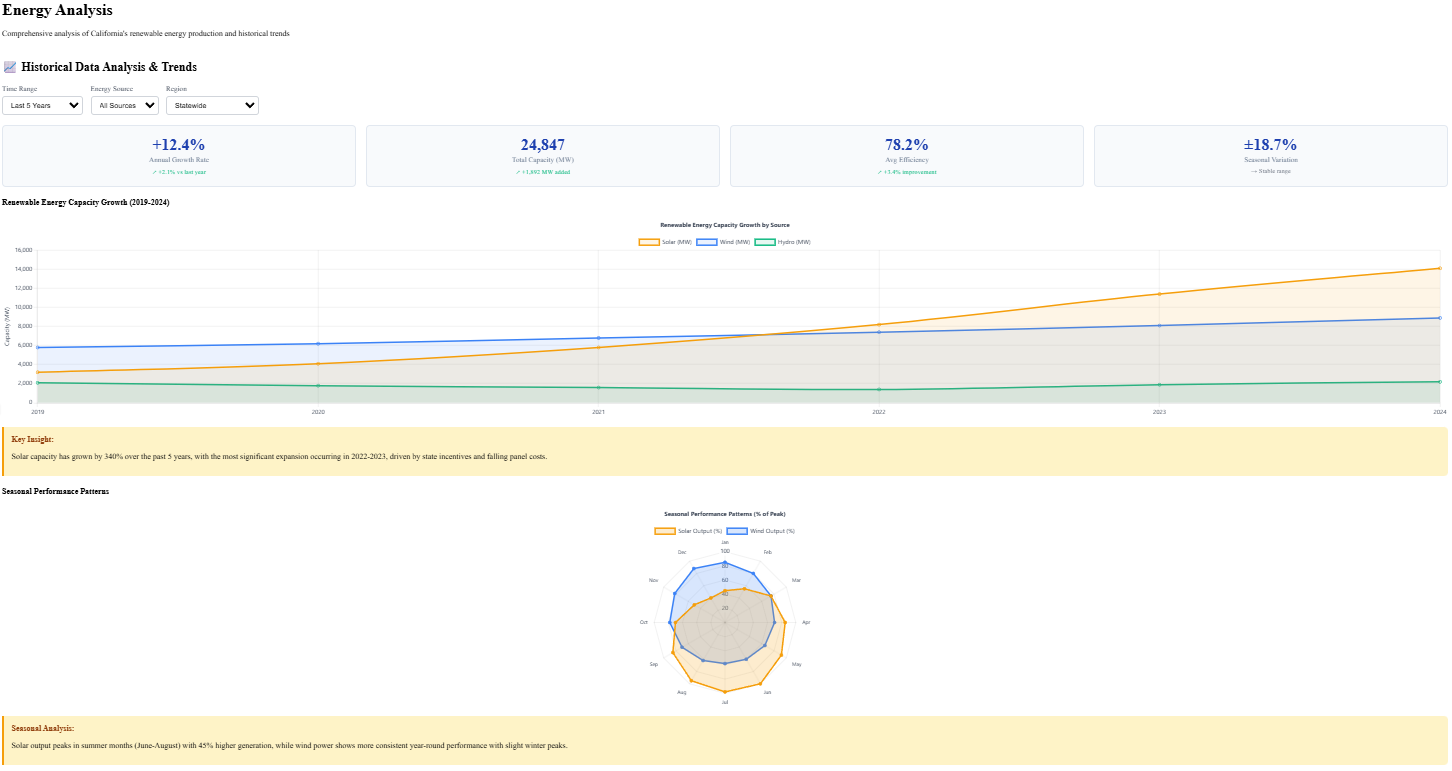 Energy Analysis
Comprehensive analysis of California's renewable energy production and historical trends
Historical Data Analysis & Trends
Time Range Energy Source Region
Last 5 Years All Sources Statewide
+12.4% 24,847 78.2% ±18.7%
Annual Growth Rate Total Capacity (MW) Avg Efficiency Seasonal Variation
↗ +2.1% vs last year ↗ +1,892 MW added ↗ +3.4% improvement → Stable range
Renewable Energy Capacity Growth (2019-2024)
Renewable Energy Capacity Growth by Source
Solar (MW) Wind (MW) Hydro (MW)
Capacity (MW)
16,000
14,000
12,000
10,000
8,000
6,000
4,000
2,000
0
2019 2020 2021 2022 2023 2024
Key Insight:
Solar capacity has grown by 340% over the past 5 years, with the most significant expansion occurring in 2022-2023, driven by state incentives and falling panel costs.
Seasonal Performance Patterns
Seasonal Performance Patterns (% of Peak)
Solar Output (%) Wind Output (%)
Jan
Dec 100 Feb
80
Nov 60 Mar
40
20
Oct Apr
Sep May
Aug Jun
Jul
Seasonal Analysis:
Solar output peaks in summer months (June-August) with 45% higher generation, while wind power shows more consistent year-round performance with slight winter peaks.